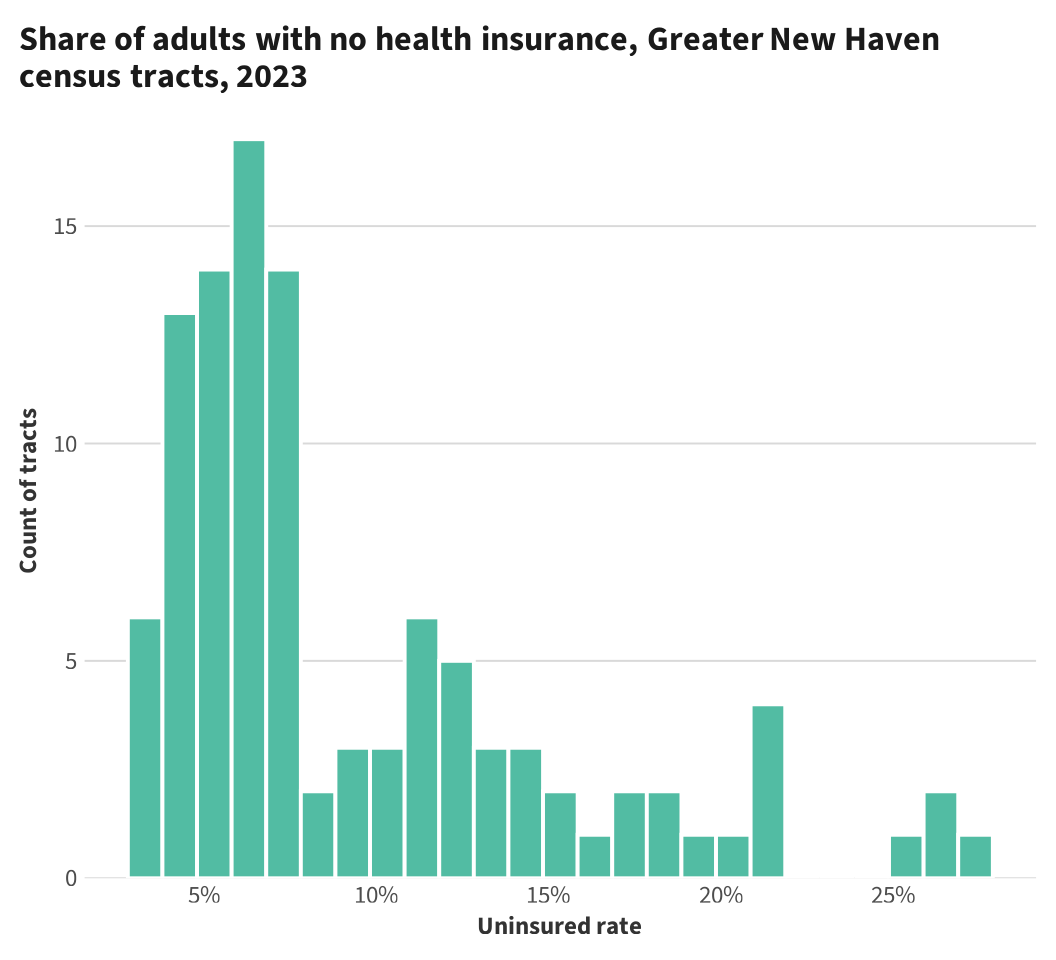 Share of adults with no health insurance, Greater New Haven
census tracts, 2023
Count of tracts
15
10
5
0
5%
10%
15%
20%
25%
Uninsured rate